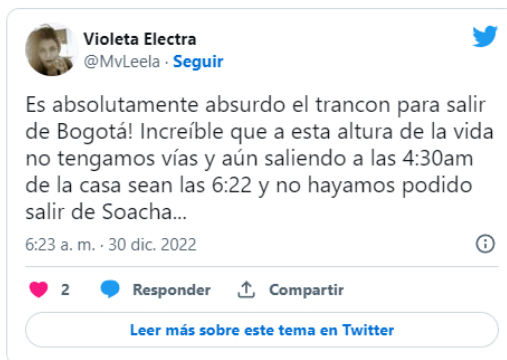 Violeta Electra
@MvLeela · Seguir
Es absolutamente absurdo el trancon para salir
de Bogotá! Increíble que a esta altura de la vida
no tengamos vías y aún saliendo a las 4:30am
de la casa sean las 6:22 y no hayamos podido
salir de Soacha...
6:23 a. m. · 30 dic. 2022
2 Responder Compartir
Leer más sobre este tema en Twitter